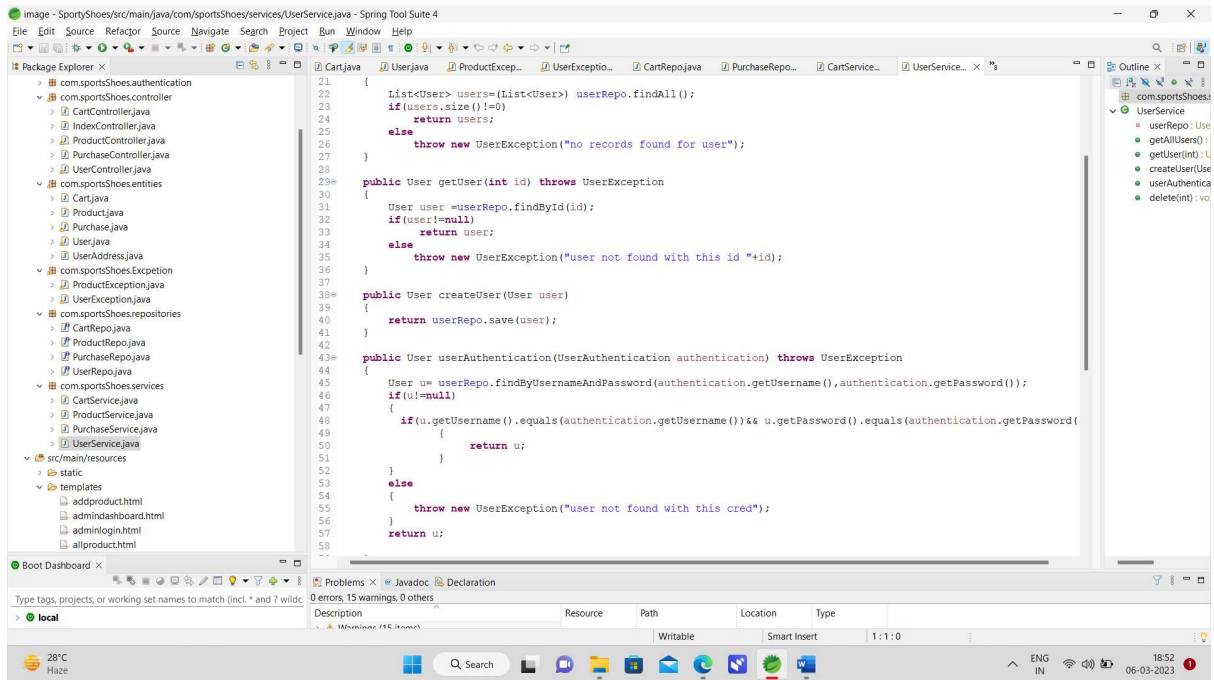 image - SportyShoes/src/main/java/com/sportsShoes/services/UserService.java - Spring Tool Suite 4
File Edit Source Refactor Source Navigate Search Project Run Window Help
Package Explorer
com.sportsShoes.authentication
com.sportsShoes.controller
CartController.java
IndexController.java
ProductController.java
PurchaseController.java
UserController.java
com.sportsShoes.entities
Cart.java
Product.java
Purchase.java
User.java
UserAddress.java
com.sportsShoes.Excpetion
ProductException.java
UserException.java
com.sportsShoes.repositories
CartRepo.java
ProductRepo.java
PurchaseRepo.java
UserRepo.java
com.sportsShoes.services
CartService.java
ProductService.java
PurchaseService.java
UserService.java
src/main/resources
static
templates
addproduct.html
admindashboard.html
adminlogin.html
allproduct.html
Boot Dashboard
Type tags, projects, or working set names to match (incl. * and ? wildc
local
Cart.java User.java ProductExcep... UserExceptio... CartRepo.java PurchaseRepo... CartService... UserService... »8
21 {
22 List<User> users=(List<User>) userRepo.findAll();
23 if(users.size()!=0)
24 return users;
25 else
26 throw new UserException("no records found for user");
27 }
28
29 public User getUser(int id) throws UserException
30 {
31 User user =userRepo.findById(id);
32 if(user!=null)
33 return user;
34 else
35 throw new UserException("user not found with this id "+id);
36 }
37
38 public User createUser(User user)
39 {
40 return userRepo.save(user);
41 }
42
43 public User userAuthentication(UserAuthentication authentication) throws UserException
44 {
45 User u= userRepo.findByUsernameAndPassword(authentication.getUsername(),authentication.getPassword());
46 if(u!=null)
47 {
48 if(u.getUsername().equals(authentication.getUsername())&& u.getPassword().equals(authentication.getPassword(
49 {
50 return u;
51 }
52 }
53 else
54 {
55 throw new UserException("user not found with this cred");
56 }
57 return u;
58
Outline
com.sportsShoes.s
UserService
userRepo : Use
getAllUsers() :
getUser(int) : U
createUser(Use
userAuthentica
delete(int) : vo
Problems Javadoc Declaration
0 errors, 15 warnings, 0 others
Description Resource Path Location Type
Warnings (15 items)
Writable Smart Insert 1 : 1 : 0
28°C
Haze
Search
ENG
IN
18:52
06-03-2023
1